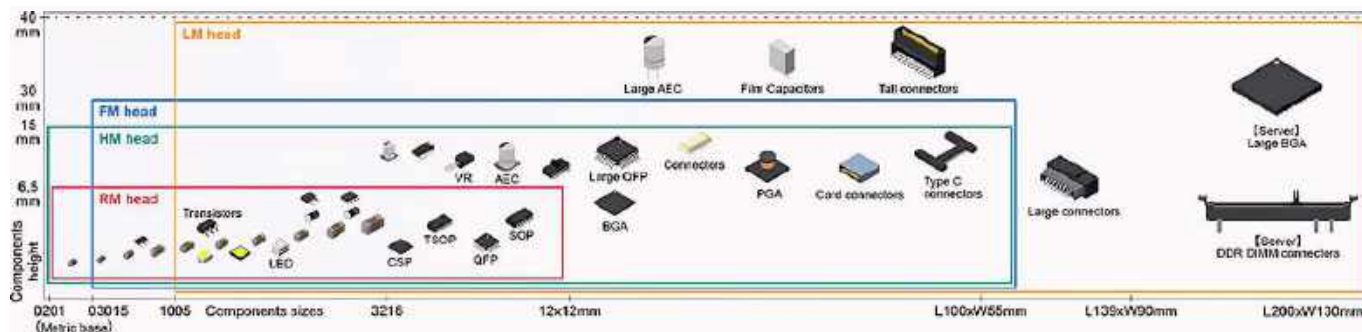 40
mm
LM head
Large AEC
Film Capacitors
Tall connectors
30
mm
FM head
【Server】
Large BGA
15
mm
HM head
VR
AEC
Large QFP
Connectors
PGA
Card connectors
Type C
connectors
6.5
mm
RM head
Transistors
LED
CSP
TSOP
QFP
SOP
BGA
Large connectors
【Server】
DDR DIMM connecters
Components
height
0201
(Metric base)
03015
1005
Components sizes
3216
12x12mm
L100xW55mm
L139xW90mm
L200xW130mm